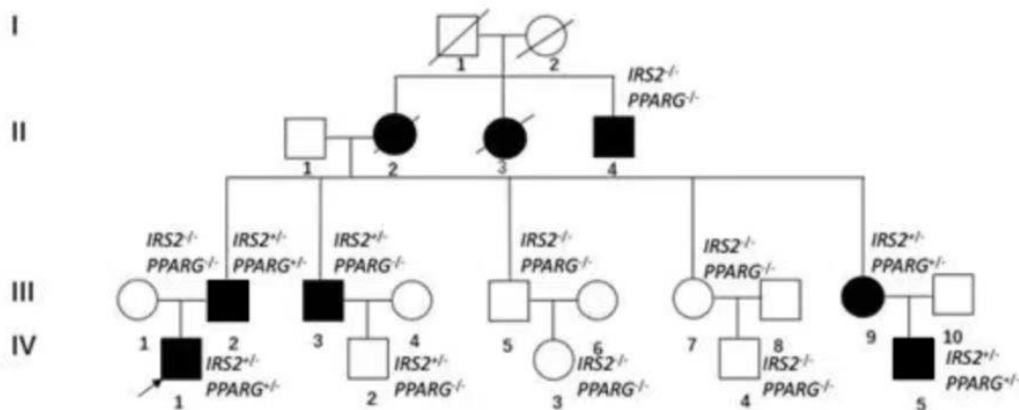 I
1 2
IRS2-/-
PPARG-/-
II
1 2 3 4
IRS2-/- IRS2+/- IRS2+/- IRS2-/- IRS2-/- IRS2+/-
PPARG-/- PPARG+/- PPARG-/- PPARG-/- PPARG-/- PPARG+/-
III
1 2 3 4 5 6 7 8 9 10
IV
IRS2+/- IRS2+/- IRS2-/- IRS2-/- IRS2+/-
PPARG+/- PPARG-/- PPARG-/- PPARG-/- PPARG+/-
1 2 3 4 5